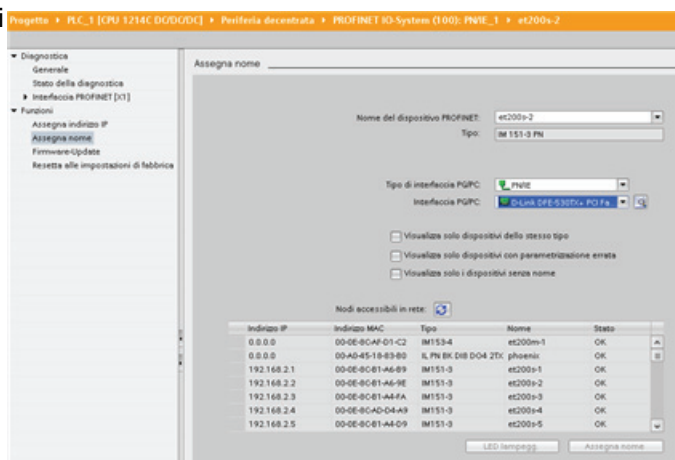 i
Progetto ▸ PLC_1 [CPU 1214C DC/DC/DC] ▸ Periferia decentrata ▸ PROFINET IO-System (100): PN/IE_1 ▸ et200s-2
Diagnostica
Generale
Stato della diagnostica
Interfaccia PROFINET [X1]
Funzioni
Assegna indirizzo IP
Assegna nome
Firmware-Update
Resetta alle impostazioni di fabbrica
Assegna nome
Nome del dispositivo PROFINET: et200s-2
Tipo: IM 151-3 PN
Tipo di interfaccia PG/PC: PN/IE
Interfaccia PG/PC: D-Link DFE-530TX+ PCI Fa..
Visualizza solo dispositivi dello stesso tipo
Visualizza solo dispositivi con parametrizzazione errata
Visualizza solo i dispositivi senza nome
Nodi accessibili in rete:
Indirizzo IP Indirizzo MAC Tipo Nome Stato
0.0.0.0 00-0E-8C-AF-D1-C2 IM153-4 et200m-1 OK
0.0.0.0 00-A0-45-18-83-80 IL PN BK DI8 DO4 2TX phoenix OK
192.168.2.1 00-0E-8C-81-A6-89 IM151-3 et200s-1 OK
192.168.2.2 00-0E-8C-81-A6-9E IM151-3 et200s-2 OK
192.168.2.3 00-0E-8C-81-A4-FA IM151-3 et200s-3 OK
192.168.2.4 00-0E-8C-AD-D4-A9 IM151-3 et200s-4 OK
192.168.2.5 00-0E-8C-81-A4-D9 IM151-3 et200s-5 OK
LED lampegg. Assegna nome